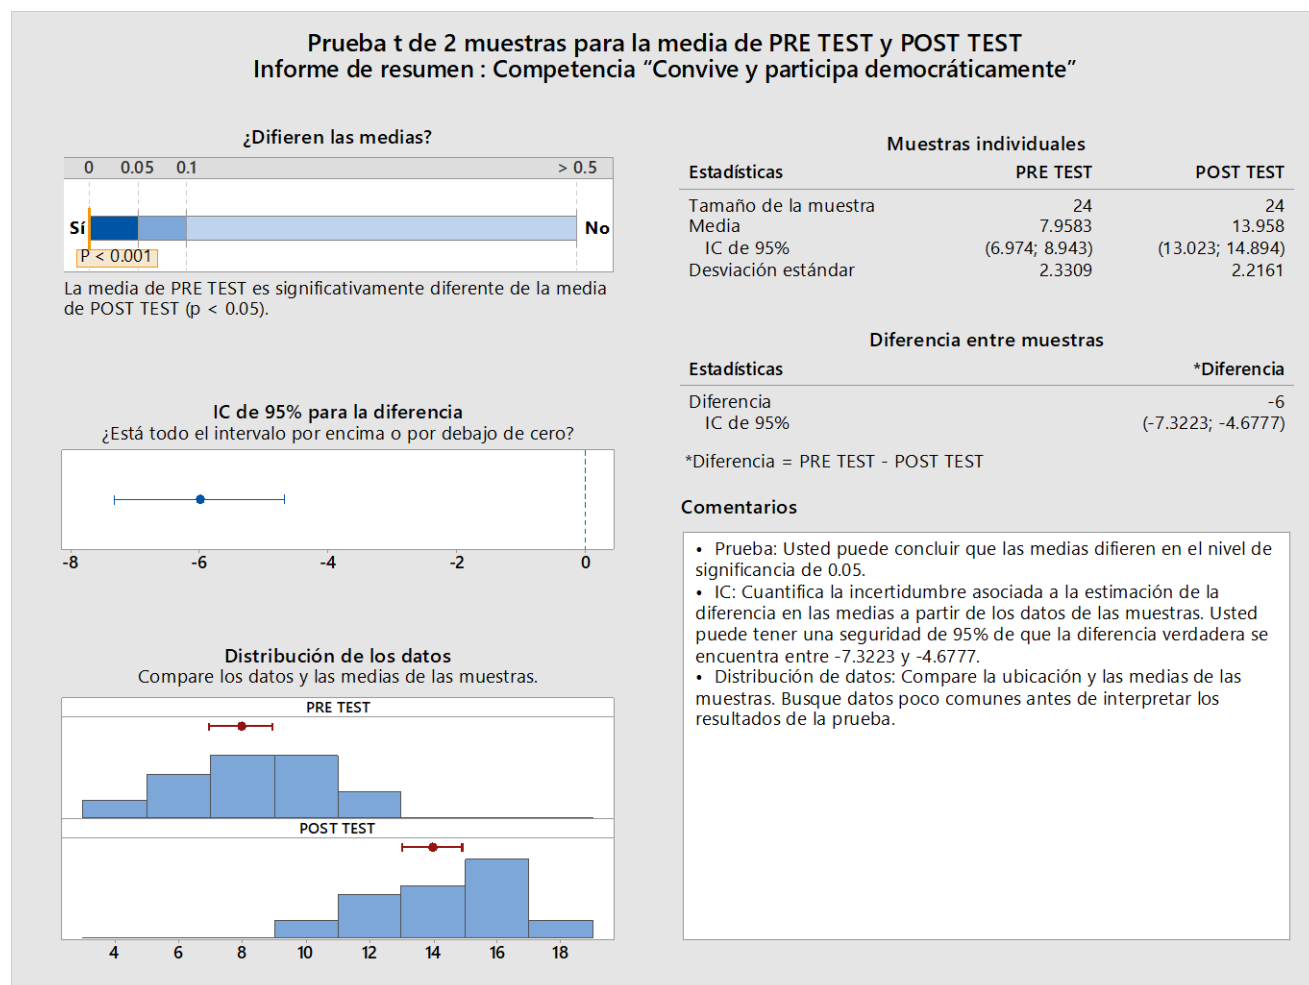 Prueba t de 2 muestras para la media de PRE TEST y POST TEST
Informe de resumen : Competencia “Convive y participa democráticamente”
¿Difieren las medias?
0 0.05 0.1 > 0.5
Sí No
P < 0.001
La media de PRE TEST es significativamente diferente de la media
de POST TEST (p < 0.05).
IC de 95% para la diferencia
¿Está todo el intervalo por encima o por debajo de cero?
-8 -6 -4 -2 0
Distribución de los datos
Compare los datos y las medias de las muestras.
PRE TEST
POST TEST
4 6 8 10 12 14 16 18
Muestras individuales
Estadísticas PRE TEST POST TEST
Tamaño de la muestra 24 24
Media 7.9583 13.958
IC de 95% (6.974; 8.943) (13.023; 14.894)
Desviación estándar 2.3309 2.2161
Diferencia entre muestras
Estadísticas *Diferencia
Diferencia -6
IC de 95% (-7.3223; -4.6777)
*Diferencia = PRE TEST - POST TEST
Comentarios
• Prueba: Usted puede concluir que las medias difieren en el nivel de
significancia de 0.05.
• IC: Cuantifica la incertidumbre asociada a la estimación de la
diferencia en las medias a partir de los datos de las muestras. Usted
puede tener una seguridad de 95% de que la diferencia verdadera se
encuentra entre -7.3223 y -4.6777.
• Distribución de datos: Compare la ubicación y las medias de las
muestras. Busque datos poco comunes antes de interpretar los
resultados de la prueba.